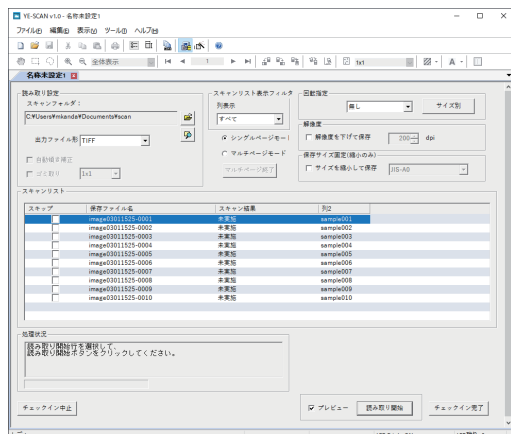 YE-SCAN v1.0 - 名称未設定1
ファイル(F) 編集(E) 表示(V) ツール(T) ヘルプ(H)
全体表示
1
1x1
名称未設定1
読み取り設定
スキャンフォルダ：
C:¥Users¥mkanda¥Documents¥scan
出力ファイル形
TIFF
自動傾き補正
ゴミ取り
1x1
スキャンリスト表示フィルタ
列表示
すべて
シングルページモード
マルチページモード
マルチページ終了
回転指定
無し
サイズ別
解像度
解像度を下げて保存
200
dpi
保存サイズ固定(縮小のみ)
サイズを縮小して保存
JIS-A0
スキャンリスト
スキップ 保存ファイル名 スキャン結果 列2
image03011525-0001 未実施 sample001
image03011525-0002 未実施 sample002
image03011525-0003 未実施 sample003
image03011525-0004 未実施 sample004
image03011525-0005 未実施 sample005
image03011525-0006 未実施 sample006
image03011525-0007 未実施 sample007
image03011525-0008 未実施 sample008
image03011525-0009 未実施 sample009
image03011525-0010 未実施 sample010
処理状況
読み取り開始行を選択して、
読み取り開始ボタンをクリックしてください。
チェックイン中止
プレビュー
読み取り開始
チェックイン完了